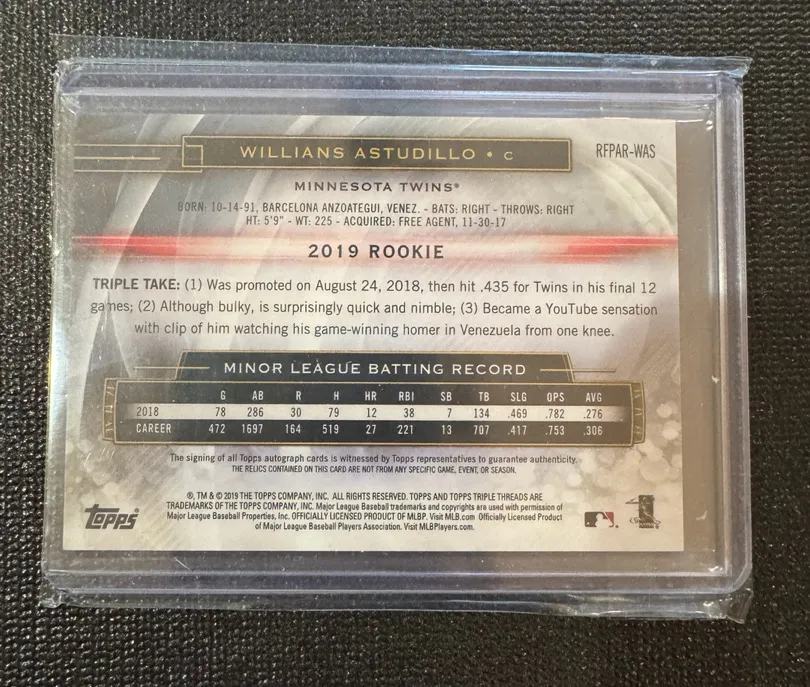 WILLIANS ASTUDILLO • C
RFPAR-WAS
MINNESOTA TWINS®
BORN: 10-14-91, BARCELONA ANZOATEGUI, VENEZ. - BATS: RIGHT - THROWS: RIGHT
HT: 5'9" - WT: 225 - ACQUIRED: FREE AGENT, 11-30-17
2019 ROOKIE
TRIPLE TAKE: (1) Was promoted on August 24, 2018, then hit .435 for Twins in his final 12
games; (2) Although bulky, is surprisingly quick and nimble; (3) Became a YouTube sensation
with clip of him watching his game-winning homer in Venezuela from one knee.
MINOR LEAGUE BATTING RECORD
G AB R H HR RBI SB TB SLG OPS AVG
2018 78 286 30 79 12 38 7 134 .469 .782 .276
CAREER 472 1697 164 519 27 221 13 707 .417 .753 .306
The signing of all Topps autograph cards is witnessed by Topps representatives to guarantee authenticity.
THE RELICS CONTAINED ON THIS CARD ARE NOT FROM ANY SPECIFIC GAME, EVENT, OR SEASON.
®, TM & © 2019 THE TOPPS COMPANY, INC. ALL RIGHTS RESERVED. TOPPS AND TOPPS TRIPLE THREADS ARE
TRADEMARKS OF THE TOPPS COMPANY, INC. Major League Baseball trademarks and copyrights are used with permission of
Major League Baseball Properties, Inc. OFFICIALLY LICENSED PRODUCT OF MLBP. Visit MLB.com Officially Licensed Product
of Major League Baseball Players Association. Visit MLBPlayers.com.
topps®